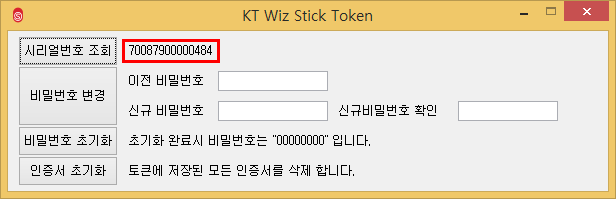 KT Wiz Stick Token
시리얼번호 조회 70087900000484
비밀번호 변경
이전 비밀번호
신규 비밀번호 신규비밀번호 확인
비밀번호 초기화 초기화 완료시 비밀번호는 "00000000" 입니다.
인증서 초기화 토큰에 저장된 모든 인증서를 삭제 합니다.